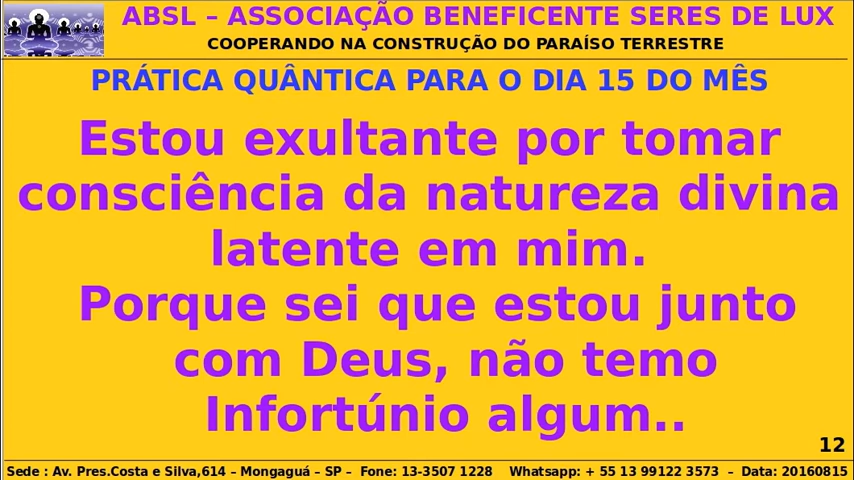 ABSL – ASSOCIAÇÃO BENEFICENTE SERES DE LUX
COOPERANDO NA CONSTRUÇÃO DO PARAÍSO TERRESTRE
PRÁTICA QUÂNTICA PARA O DIA 15 DO MÊS
Estou exultante por tomar
consciência da natureza divina
latente em mim.
Porque sei que estou junto
com Deus, não temo
Infortúnio algum..
12
Sede : Av. Pres.Costa e Silva,614 – Mongaguá – SP – Fone: 13-3507 1228 Whatsapp: + 55 13 99122 3573 – Data: 20160815